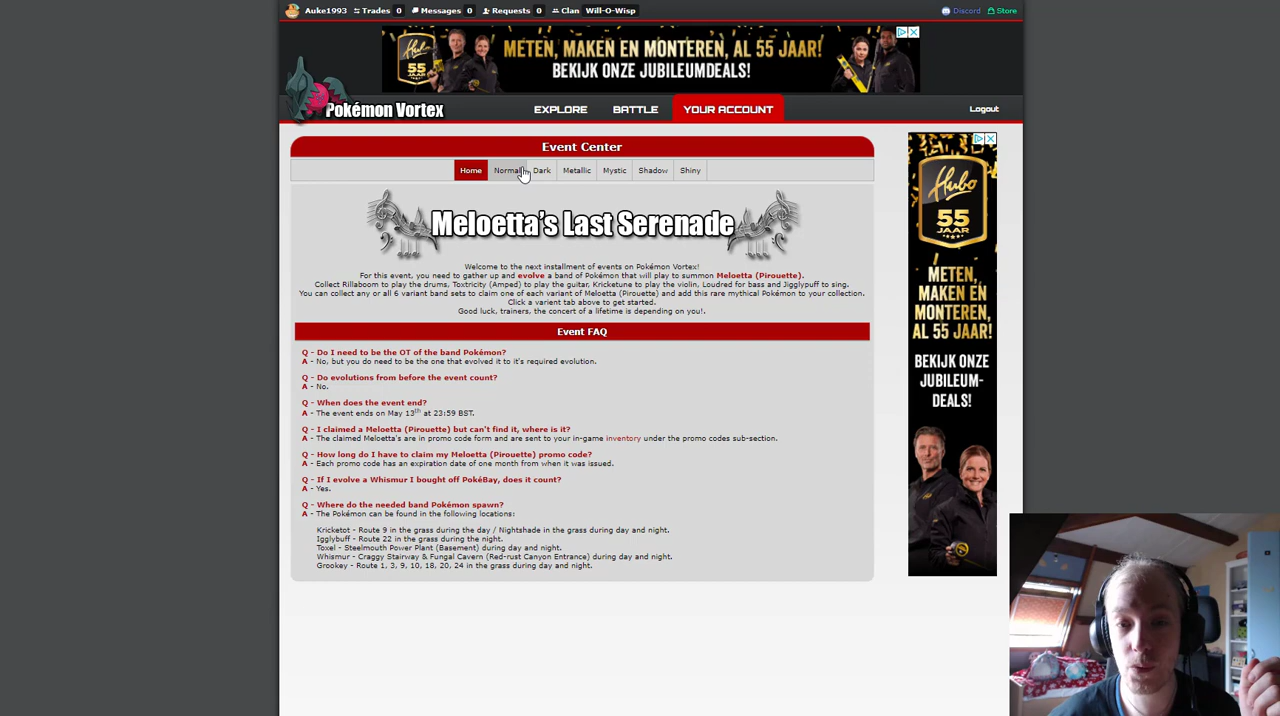 Auke1993 Trades 0 Messages 0 Requests 0 Clan Will-O-Wisp Discord Store
Hubo 55 JAAR METEN, MAKEN EN MONTEREN, AL 55 JAAR!
BEKIJK ONZE JUBILEUMDEALS!
Pokémon Vortex EXPLORE BATTLE YOUR ACCOUNT Logout
Event Center
Home Normal Dark Metallic Mystic Shadow Shiny
Meloetta's Last Serenade
Welcome to the next installment of events on Pokémon Vortex!
For this event, you need to gather up and evolve a band of Pokémon that will play to summon Meloetta (Pirouette).
Collect Rillaboom to play the drums, Toxtricity (Amped) to play the guitar, Kricketune to play the violin, Loudred for bass and Jigglypuff to sing.
You can collect any or all 6 variant band sets to claim one of each variant of Meloetta (Pirouette) and add this rare mythical Pokémon to your collection.
Click a varient tab above to get started.
Good luck, trainers, the concert of a lifetime is depending on you!.
Event FAQ
Q - Do I need to be the OT of the band Pokémon?
A - No, but you do need to be the one that evolved it to it's required evolution.
Q - Do evolutions from before the event count?
A - No.
Q - When does the event end?
A - The event ends on May 13th at 23:59 BST.
Q - I claimed a Meloetta (Pirouette) but can't find it, where is it?
A - The claimed Meloetta's are in promo code form and are sent to your in-game inventory under the promo codes sub-section.
Q - How long do I have to claim my Meloetta (Pirouette) promo code?
A - Each promo code has an expiration date of one month from when it was issued.
Q - If I evolve a Whismur I bought off PokéBay, does it count?
A - Yes.
Q - Where do the needed band Pokémon spawn?
A - The Pokémon can be found in the following locations:
Kricketot - Route 9 in the grass during the day / Nightshade in the grass during day and night.
Igglybuff - Route 22 in the grass during the night.
Toxel - Steelmouth Power Plant (Basement) during day and night.
Whismur - Craggy Stairway & Fungal Cavern (Red-rust Canyon Entrance) during day and night.
Grookey - Route 1, 3, 9, 10, 18, 20, 24 in the grass during day and night.
Hubo
55
JAAR
METEN,
MAKEN EN
MONTEREN,
AL 55 JAAR!
BEKIJK ONZE
JUBILEUM-
DEALS!